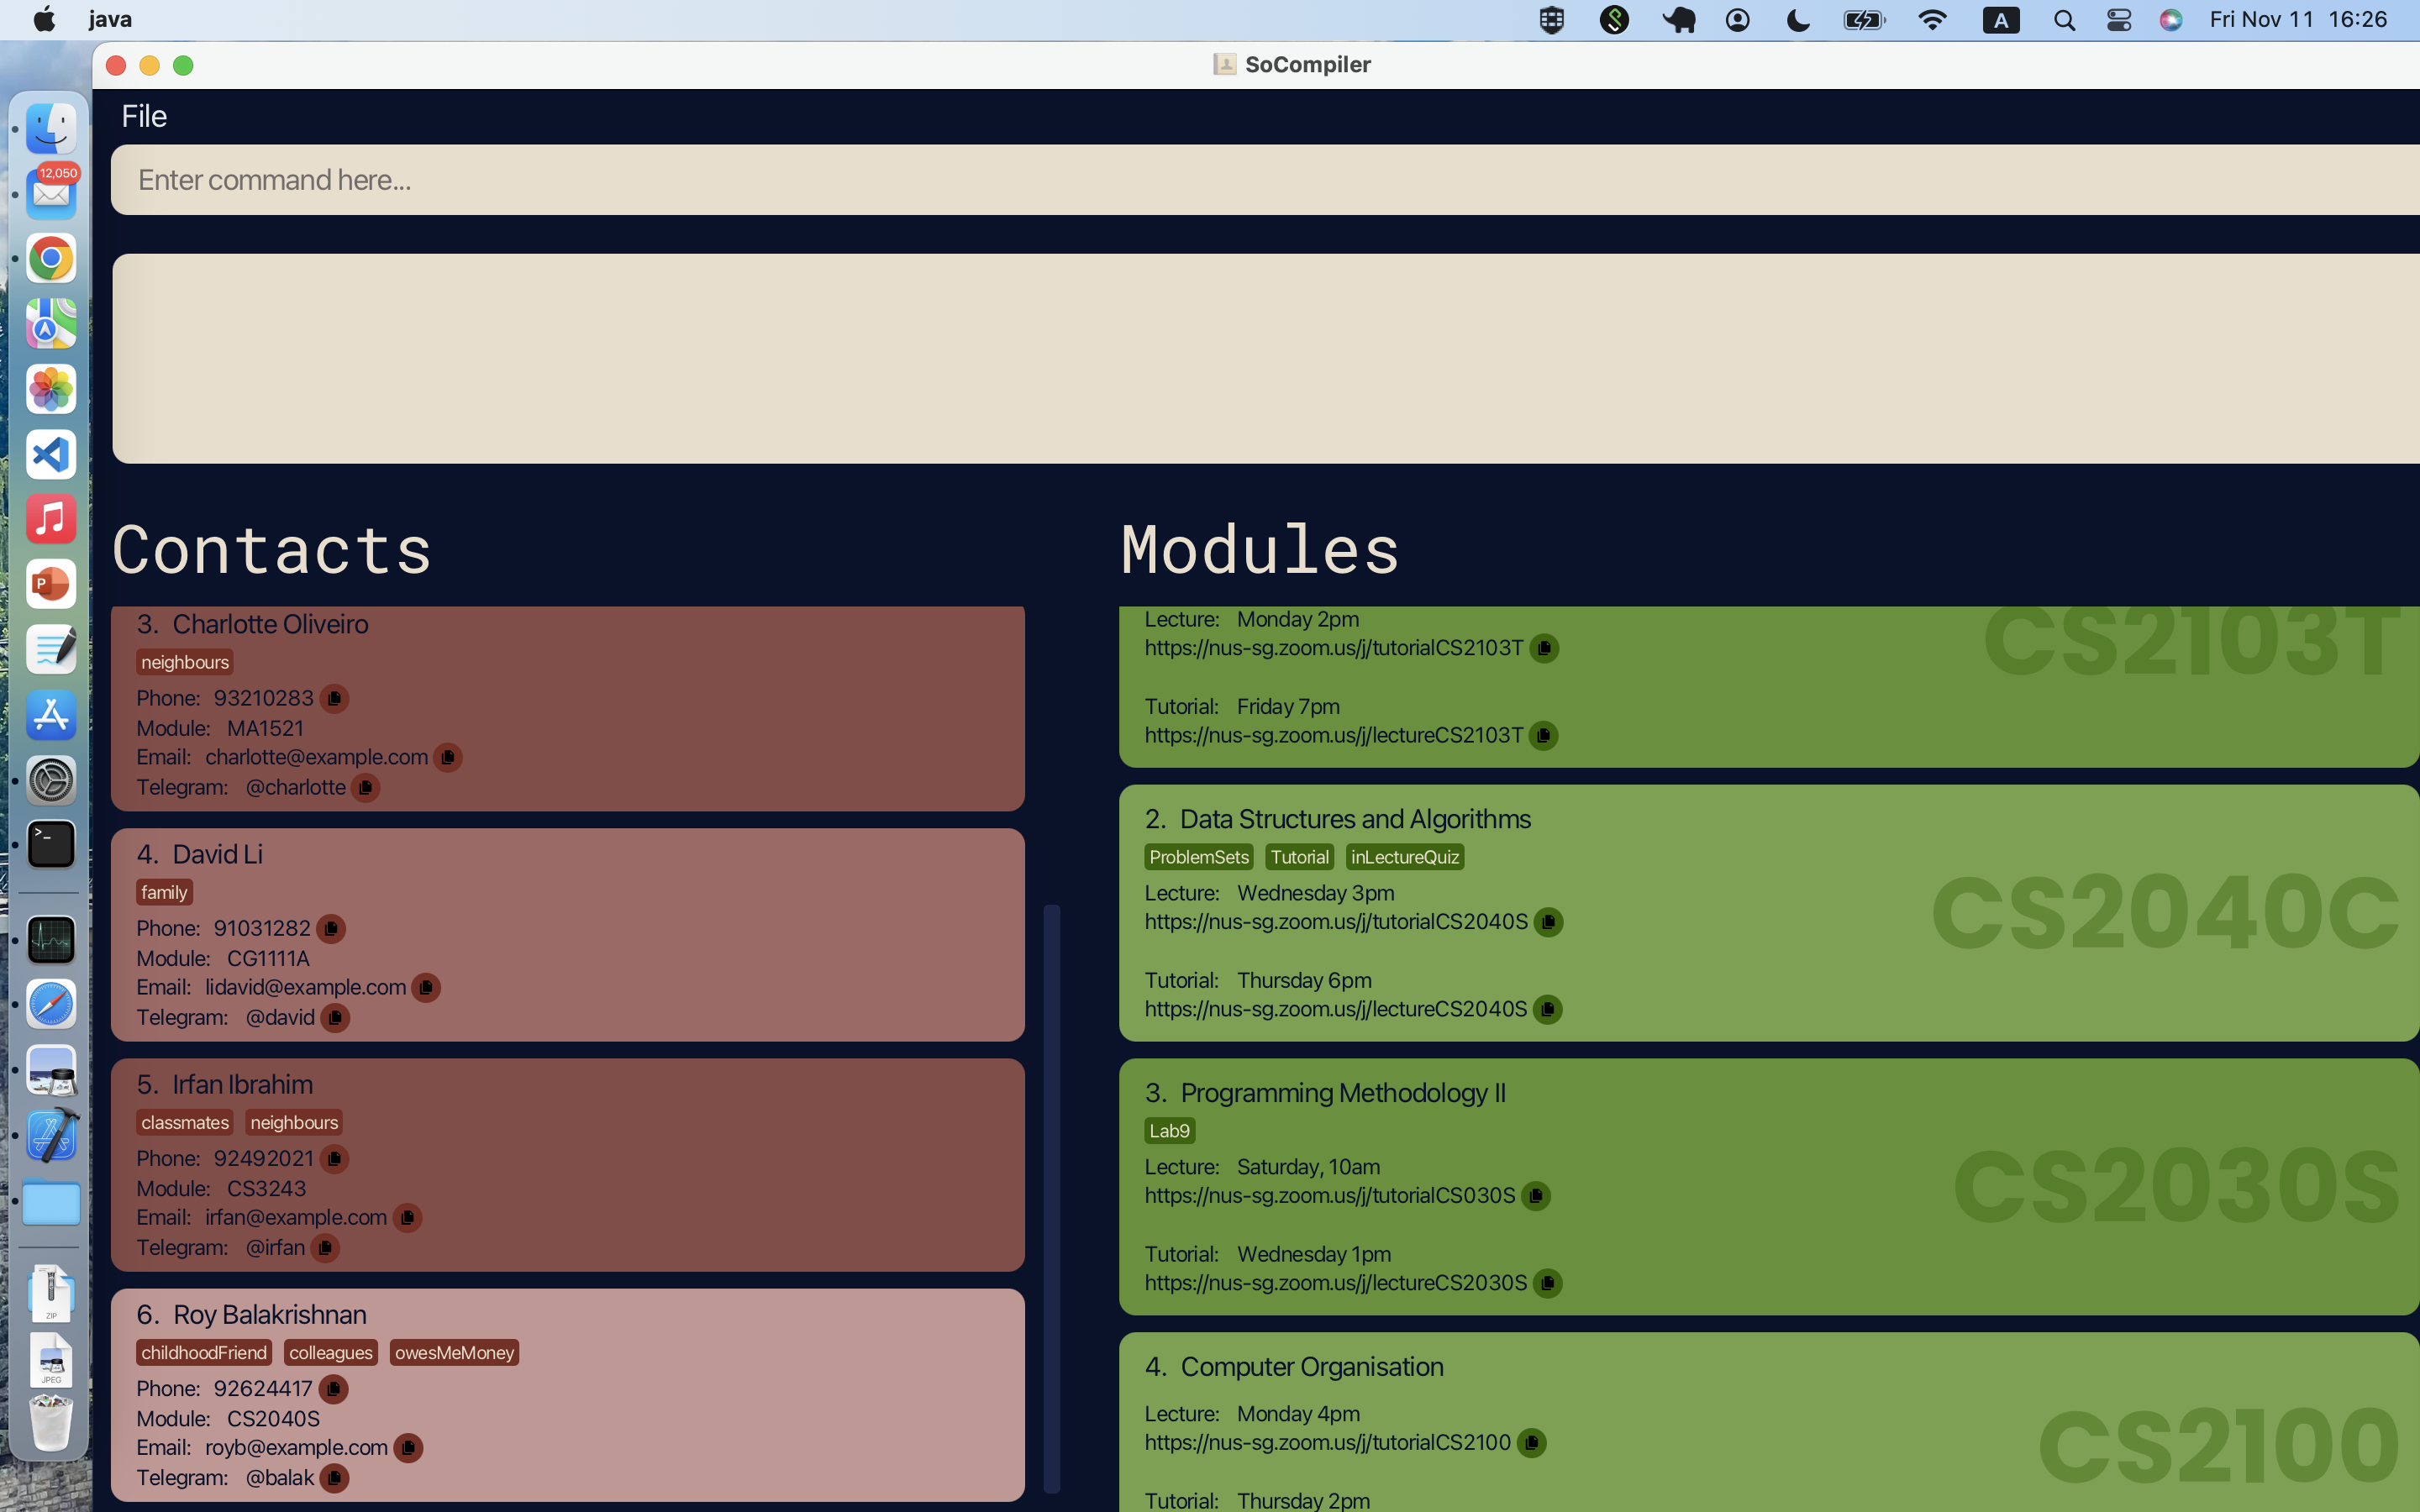 java
A
Fri Nov 11 16:26
SoCompiler
File
12,050
Enter command here...
Contacts
3. Charlotte Oliveiro
neighbours
Phone: 93210283
Module: MA1521
Email: charlotte@example.com
Telegram: @charlotte
4. David Li
family
Phone: 91031282
Module: CG1111A
Email: lidavid@example.com
Telegram: @david
5. Irfan Ibrahim
classmates neighbours
Phone: 92492021
Module: CS3243
Email: irfan@example.com
Telegram: @irfan
6. Roy Balakrishnan
childhoodFriend colleagues owesMeMoney
Phone: 92624417
Module: CS2040S
Email: royb@example.com
Telegram: @balak
Modules
Lecture: Monday 2pm
https://nus-sg.zoom.us/j/tutorialCS2103T
Tutorial: Friday 7pm
https://nus-sg.zoom.us/j/lectureCS2103T
CS2103T
2. Data Structures and Algorithms
ProblemSets Tutorial inLectureQuiz
Lecture: Wednesday 3pm
https://nus-sg.zoom.us/j/tutorialCS2040S
Tutorial: Thursday 6pm
https://nus-sg.zoom.us/j/lectureCS2040S
CS2040C
3. Programming Methodology II
Lab9
Lecture: Saturday, 10am
https://nus-sg.zoom.us/j/tutorialCS030S
Tutorial: Wednesday 1pm
https://nus-sg.zoom.us/j/lectureCS2030S
CS2030S
4. Computer Organisation
Lecture: Monday 4pm
https://nus-sg.zoom.us/j/tutorialCS2100
Tutorial: Thursday 2pm
CS2100
P
>_
ZIP
JPEG